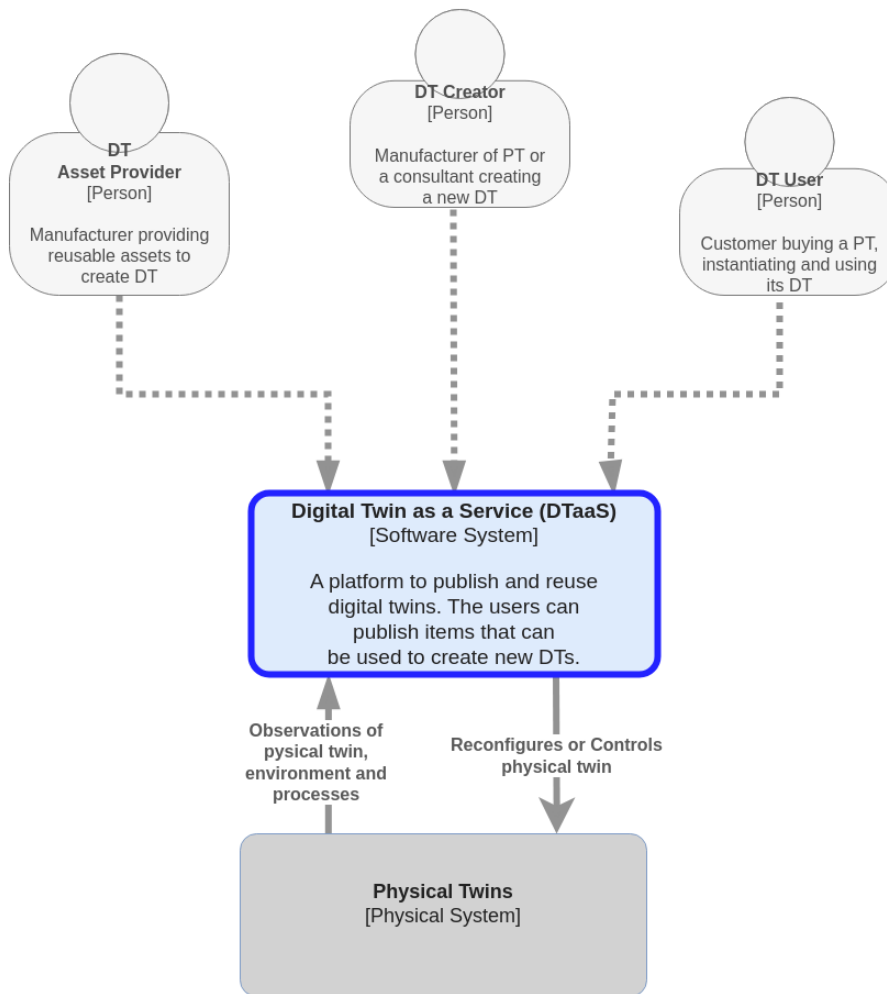 DT
Asset Provider
[Person]
Manufacturer providing
reusable assets to
create DT
DT Creator
[Person]
Manufacturer of PT or
a consultant creating
a new DT
DT User
[Person]
Customer buying a PT,
instantiating and using
its DT
Digital Twin as a Service (DTaaS)
[Software System]
A platform to publish and reuse
digital twins. The users can
publish items that can
be used to create new DTs.
Observations of
pysical twin,
environment and
processes
Reconfigures or Controls
physical twin
Physical Twins
[Physical System]